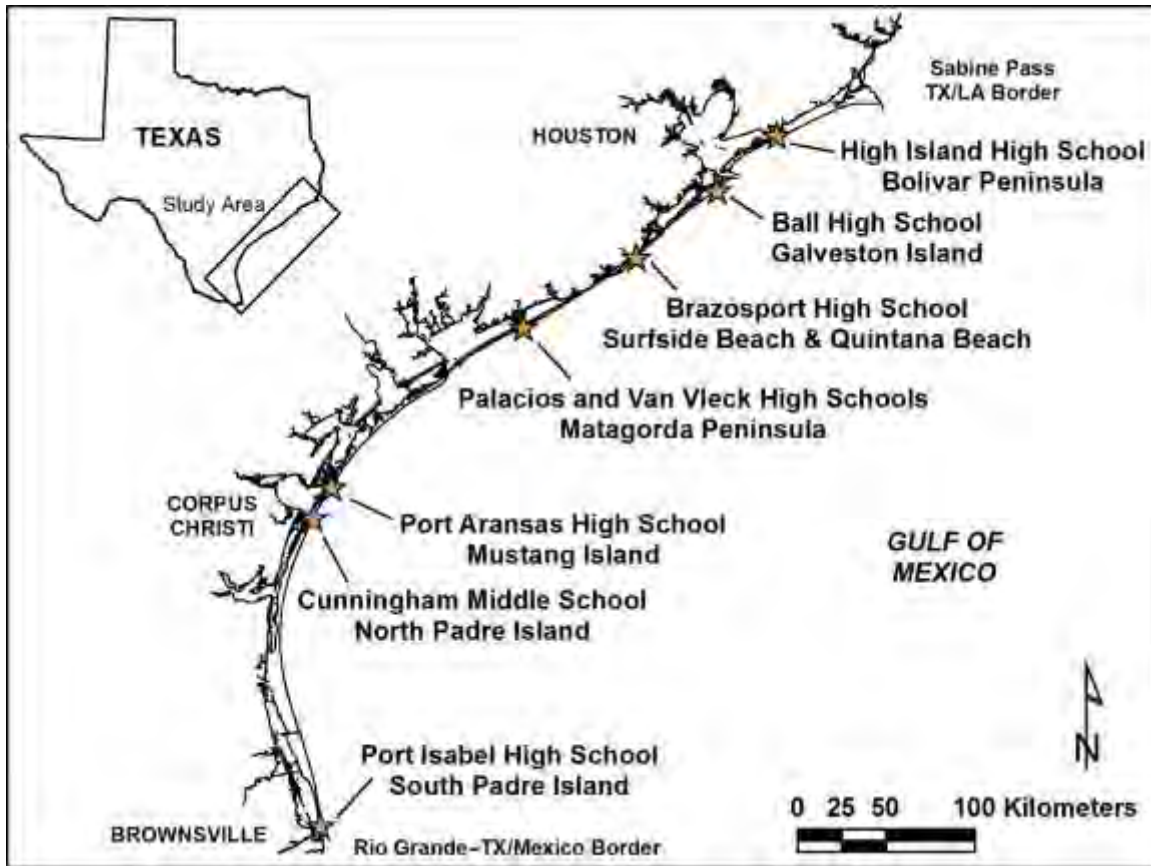 TEXAS
Study Area
Sabine Pass
TX/LA Border
HOUSTON
High Island High School
Bolivar Peninsula
Ball High School
Galveston Island
Brazosport High School
Surfside Beach & Quintana Beach
Palacios and Van Vleck High Schools
Matagorda Peninsula
CORPUS
CHRISTI
Port Aransas High School
Mustang Island
GULF OF
MEXICO
Cunningham Middle School
North Padre Island
Port Isabel High School
South Padre Island
BROWNSVILLE
Rio Grande–TX/Mexico Border
N
0 25 50 100 Kilometers